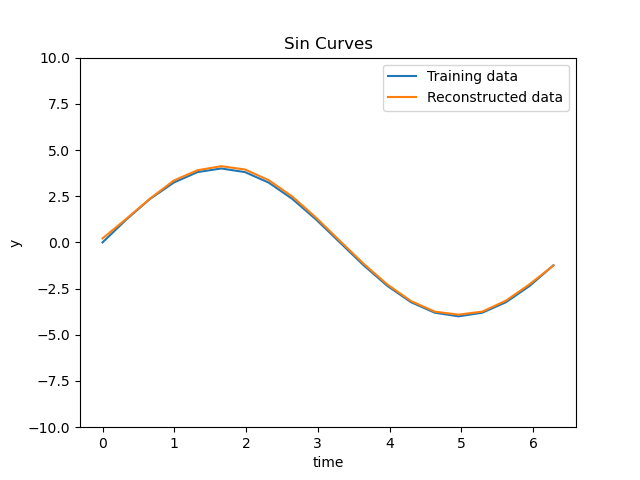 Sin Curves
Training data
Reconstructed data
10.0
7.5
5.0
2.5
0.0
−2.5
−5.0
−7.5
−10.0
y
0 1 2 3 4 5 6
time